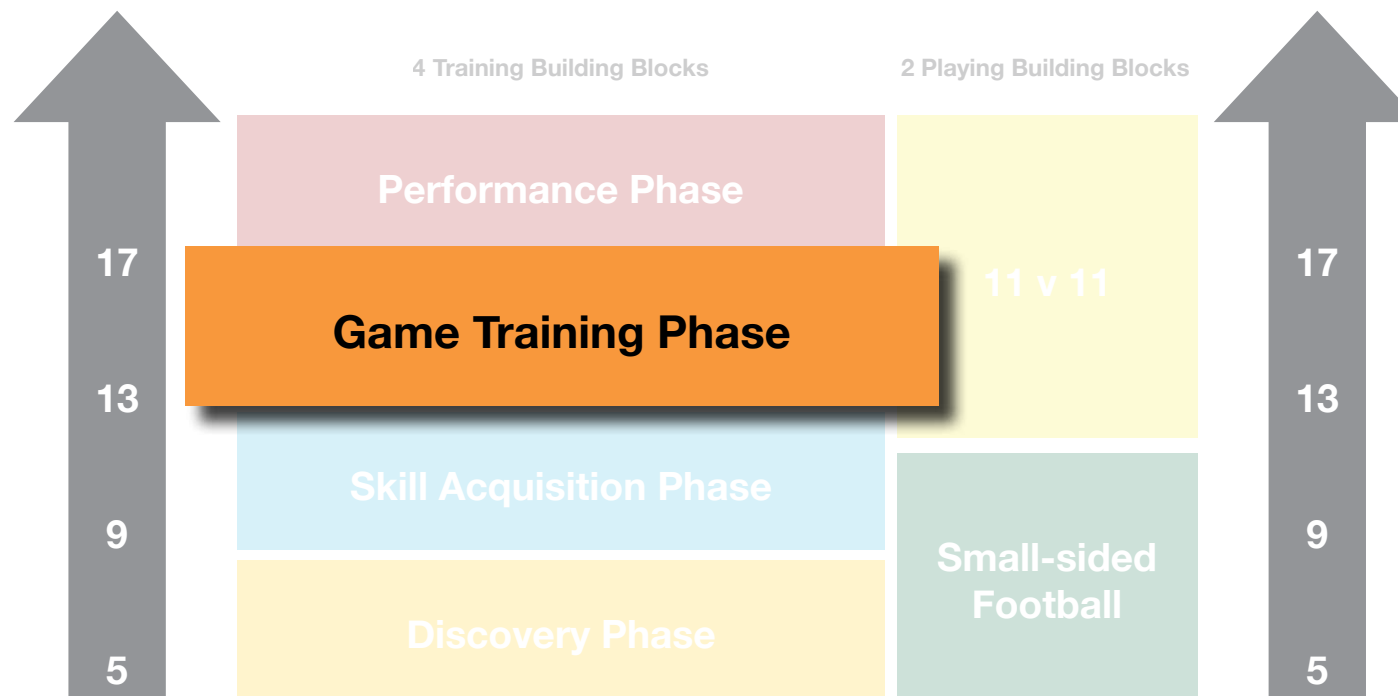 4 Training Building Blocks
2 Playing Building Blocks
Performance Phase
17
11 v 11
17
Game Training Phase
13
13
Skill Acquisition Phase
9
9
Small-sided
Football
Discovery Phase
5
5